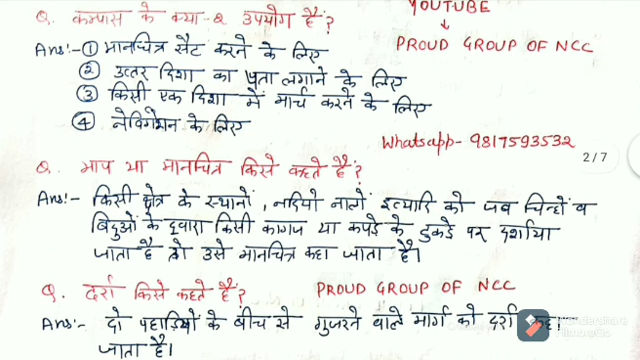 YOUTUBE
↓
PROUD GROUP OF NCC
Q. कम्पास के क्या-2 उपयोग है?
Ans:- ① मानचित्र सैट करने के लिए
② उत्तर दिशा का पता लगाने के लिए
③ किसी एक दिशा में मार्च करने के लिए
④ नेविगेशन के लिए
Whatsapp- 9817593532
2/7
Q. माप या मानचित्र किसे कहते है?
Ans:- किसी क्षेत्र के स्थानों, नदियो नालों इत्यादि को जब चिन्हों व
बिंदुओं के द्वारा किसी कागज या कपडे के टुकडे पर दर्शाया
जाता है तो उसे मानचित्र कहा जाता है।
Q. दर्रा किसे कहते है?
PROUD GROUP OF NCC
Ans:- दो पहाड़ियों के बीच से गुजरने वाले मार्ग को दर्रा कहा
जाता है।
Wondershare